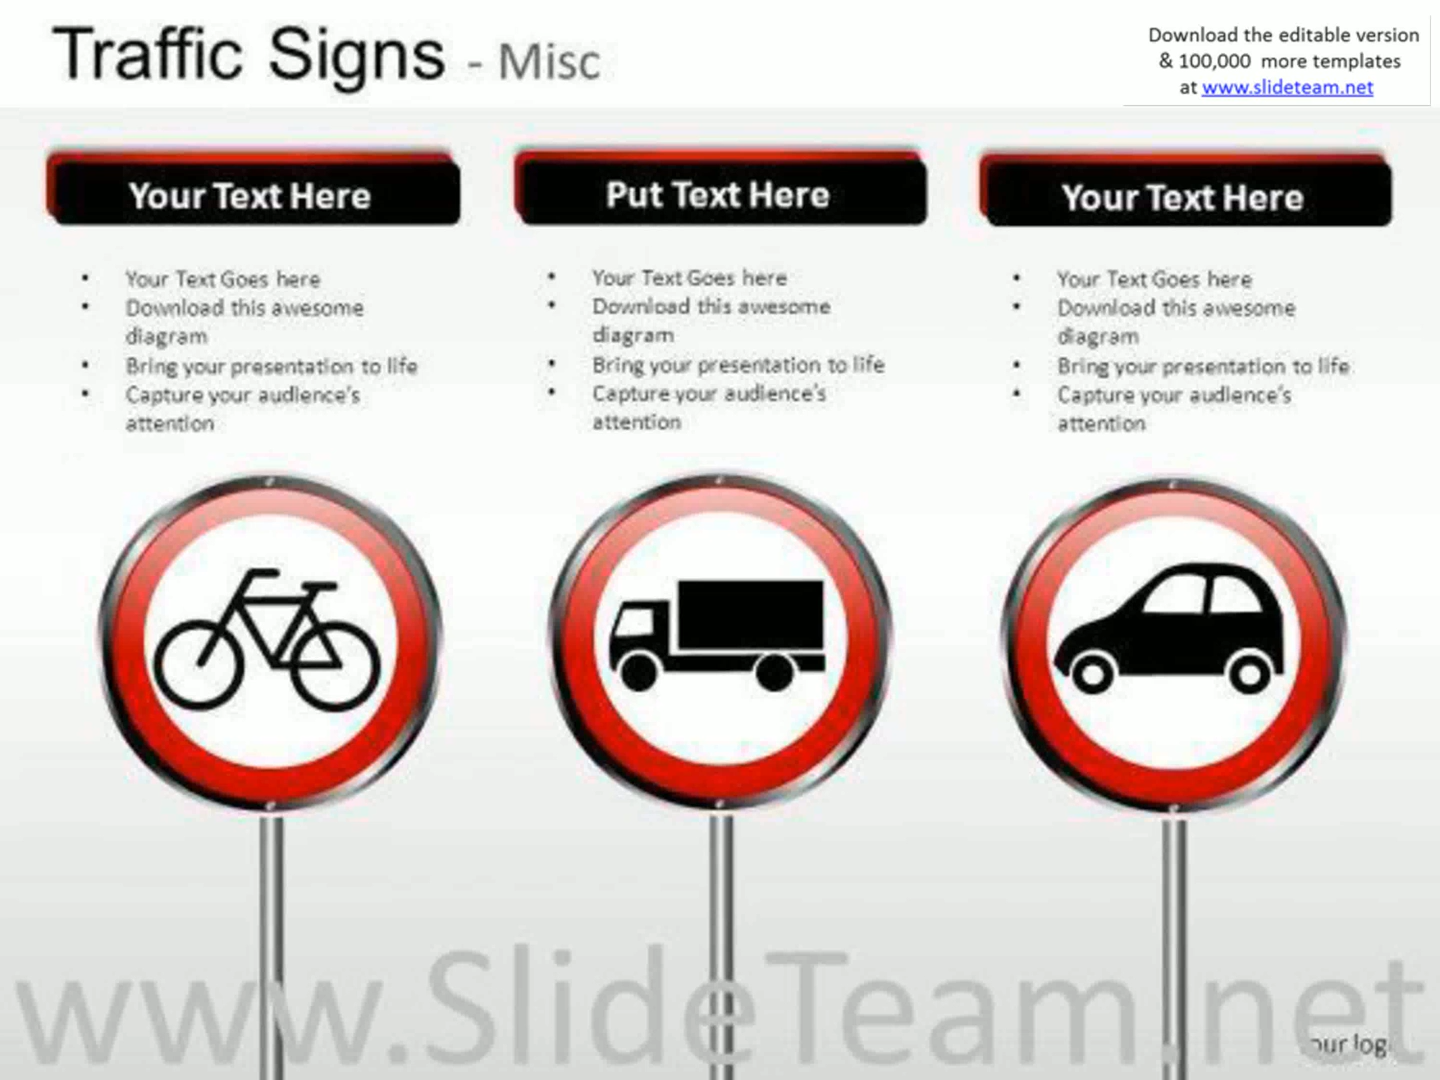 Traffic Signs - Misc
Download the editable version
& 100,000 more templates
at www.slideteam.net
Your Text Here
Your Text Goes here
Download this awesome
diagram
Bring your presentation to life
Capture your audience's
attention
Put Text Here
Your Text Goes here
Download this awesome
diagram
Bring your presentation to life
Capture your audience's
attention
Your Text Here
Your Text Goes here
Download this awesome
diagram
Bring your presentation to life
Capture your audience's
attention
www.SlideTeam.net